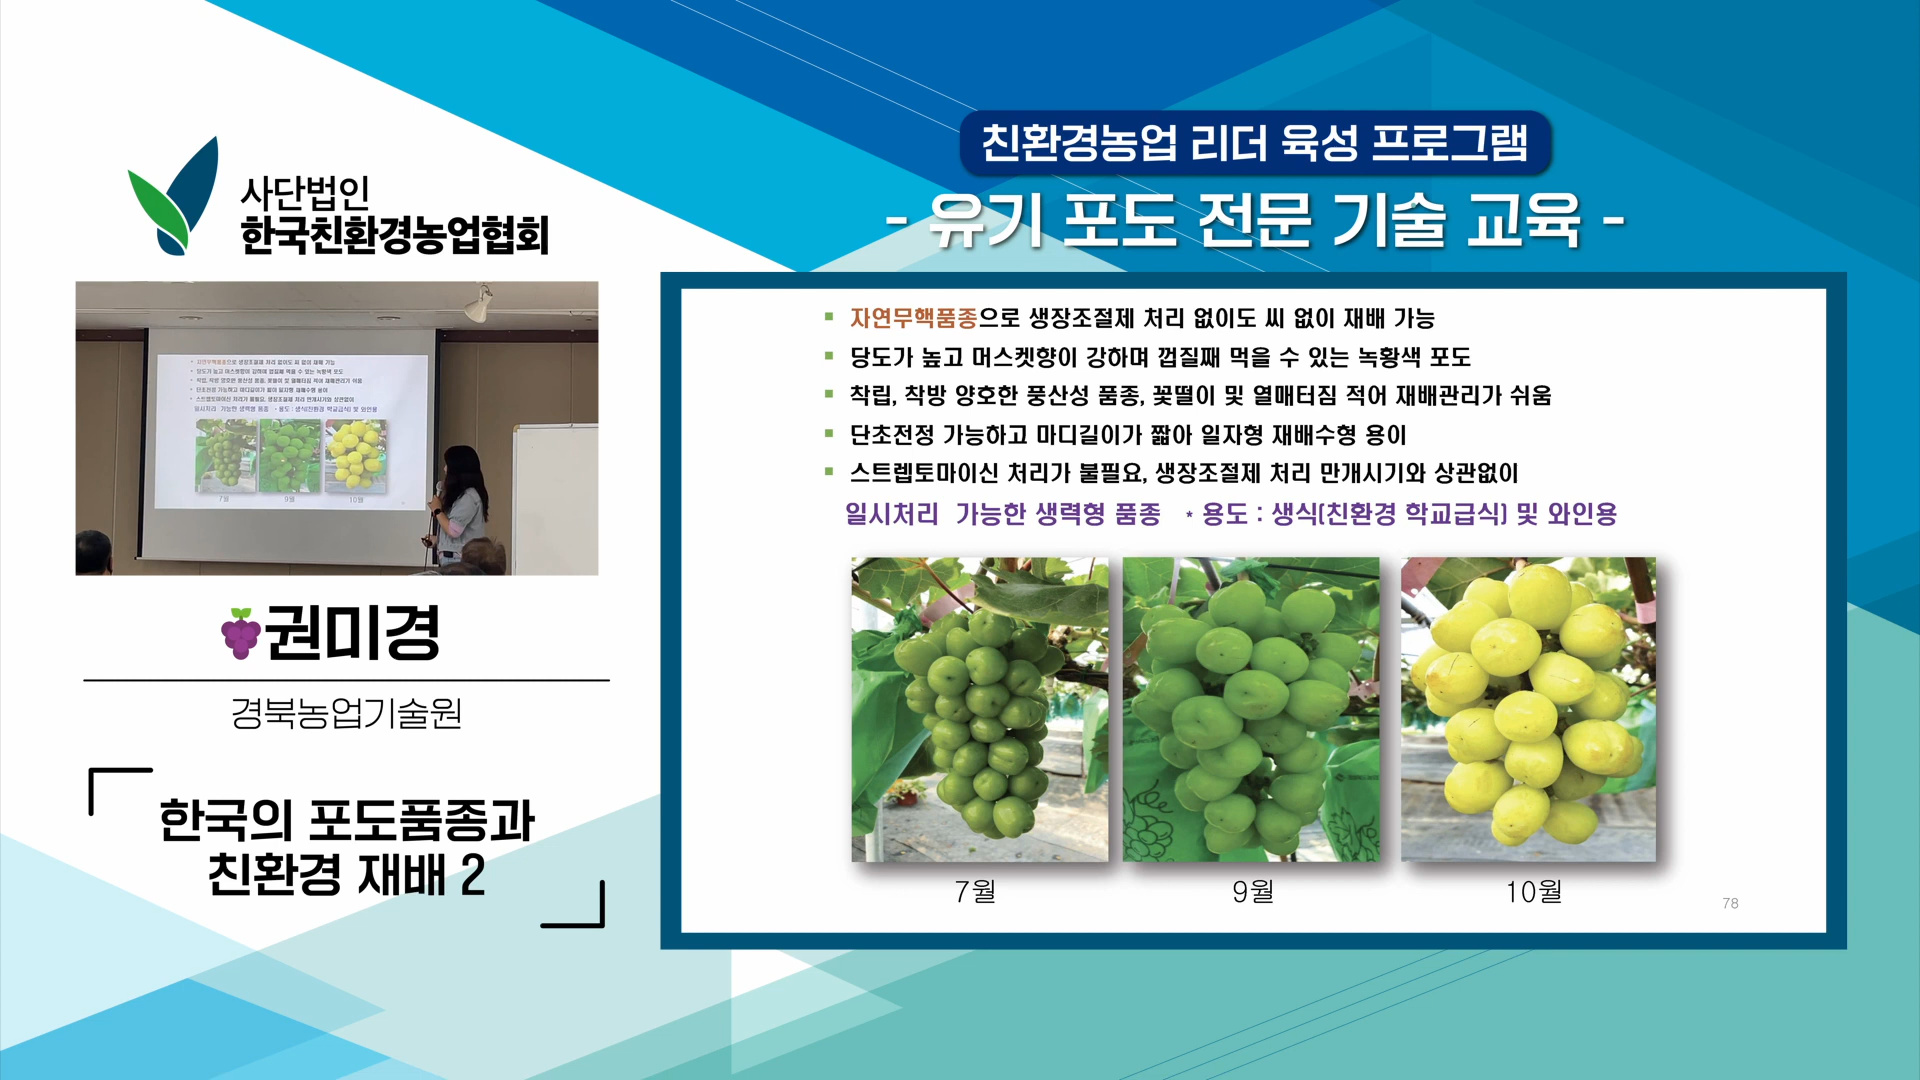 친환경농업 리더 육성 프로그램
- 유기 포도 전문 기술 교육 -
사단법인
한국친환경농업협회
권미경
경북농업기술원
한국의 포도품종과
친환경 재배 2
자연무핵품종으로 생장조절제 처리 없이도 씨 없이 재배 가능
당도가 높고 머스켓향이 강하며 껍질째 먹을 수 있는 녹황색 포도
착립, 착방 양호한 풍산성 품종, 꽃떨이 및 열매터짐 적어 재배관리가 쉬움
단초전정 가능하고 마디길이가 짧아 일자형 재배수형 용이
스트렙토마이신 처리가 불필요, 생장조절제 처리 만개시기와 상관없이
일시처리 가능한 생력형 품종 * 용도 : 생식(친환경 학교급식) 및 와인용
7월
9월
10월
78